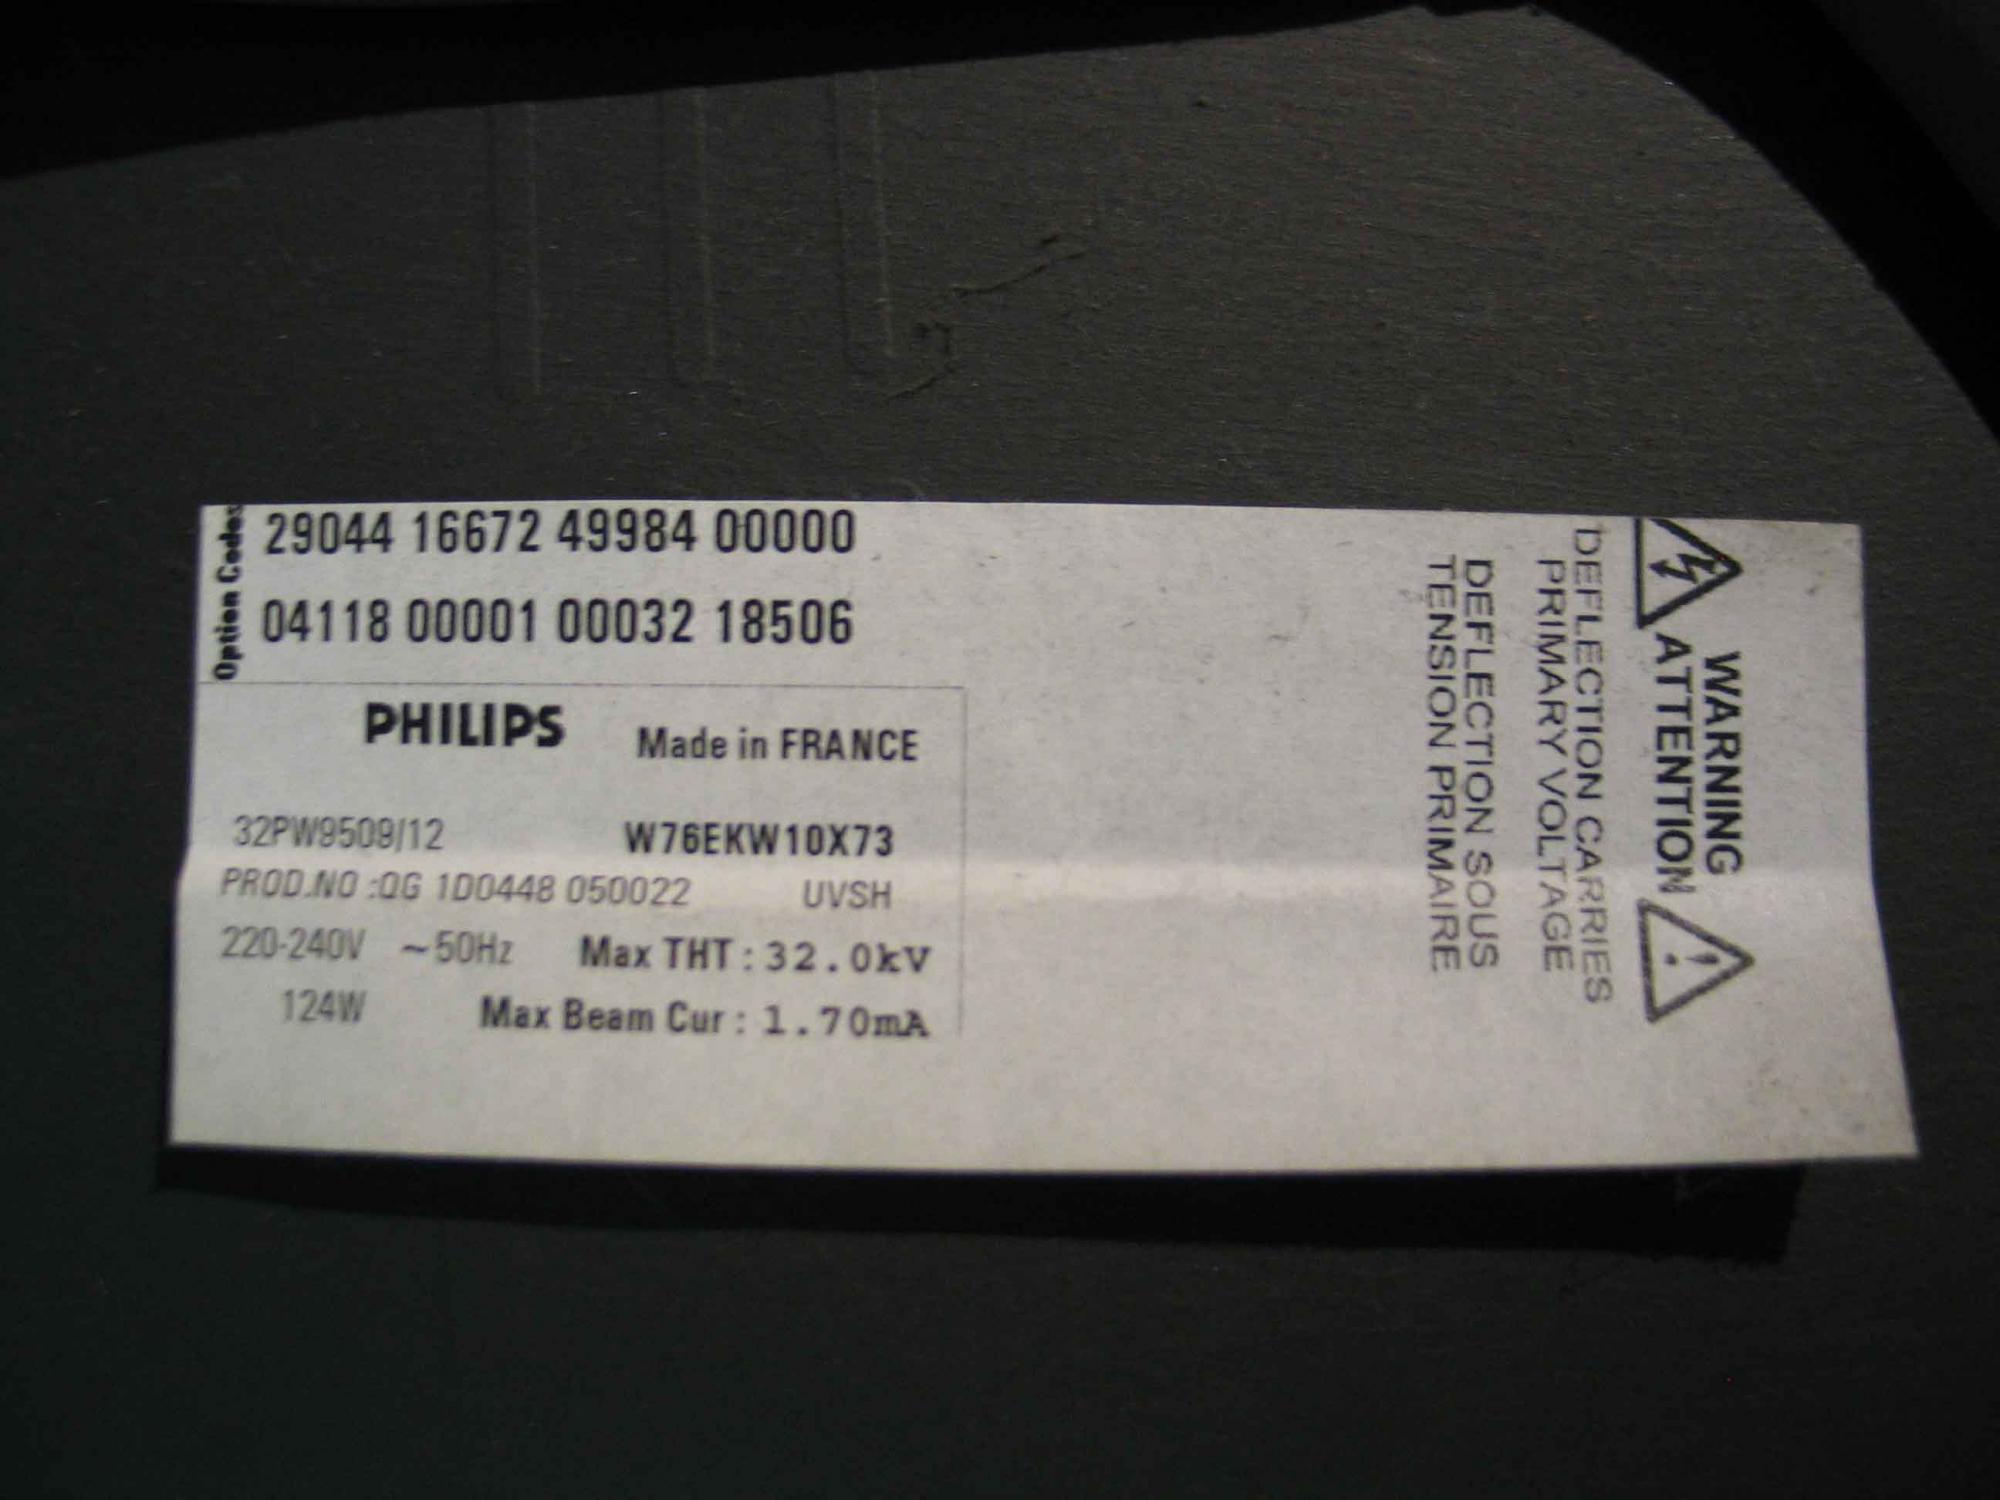 Option Codes
29044 16672 49984 00000
04118 00001 00032 18506
PHILIPS Made in FRANCE
32PW9509/12 W76EKW10X73
PROD.NO :QG 1D0448 050022 UVSH
220-240V ~50Hz Max THT : 32.0kV
124W Max Beam Cur : 1.70mA
WARNING
ATTENTION
DEFLECTION CARRIES
PRIMARY VOLTAGE
DEFLECTION SOUS
TENSION PRIMAIRE